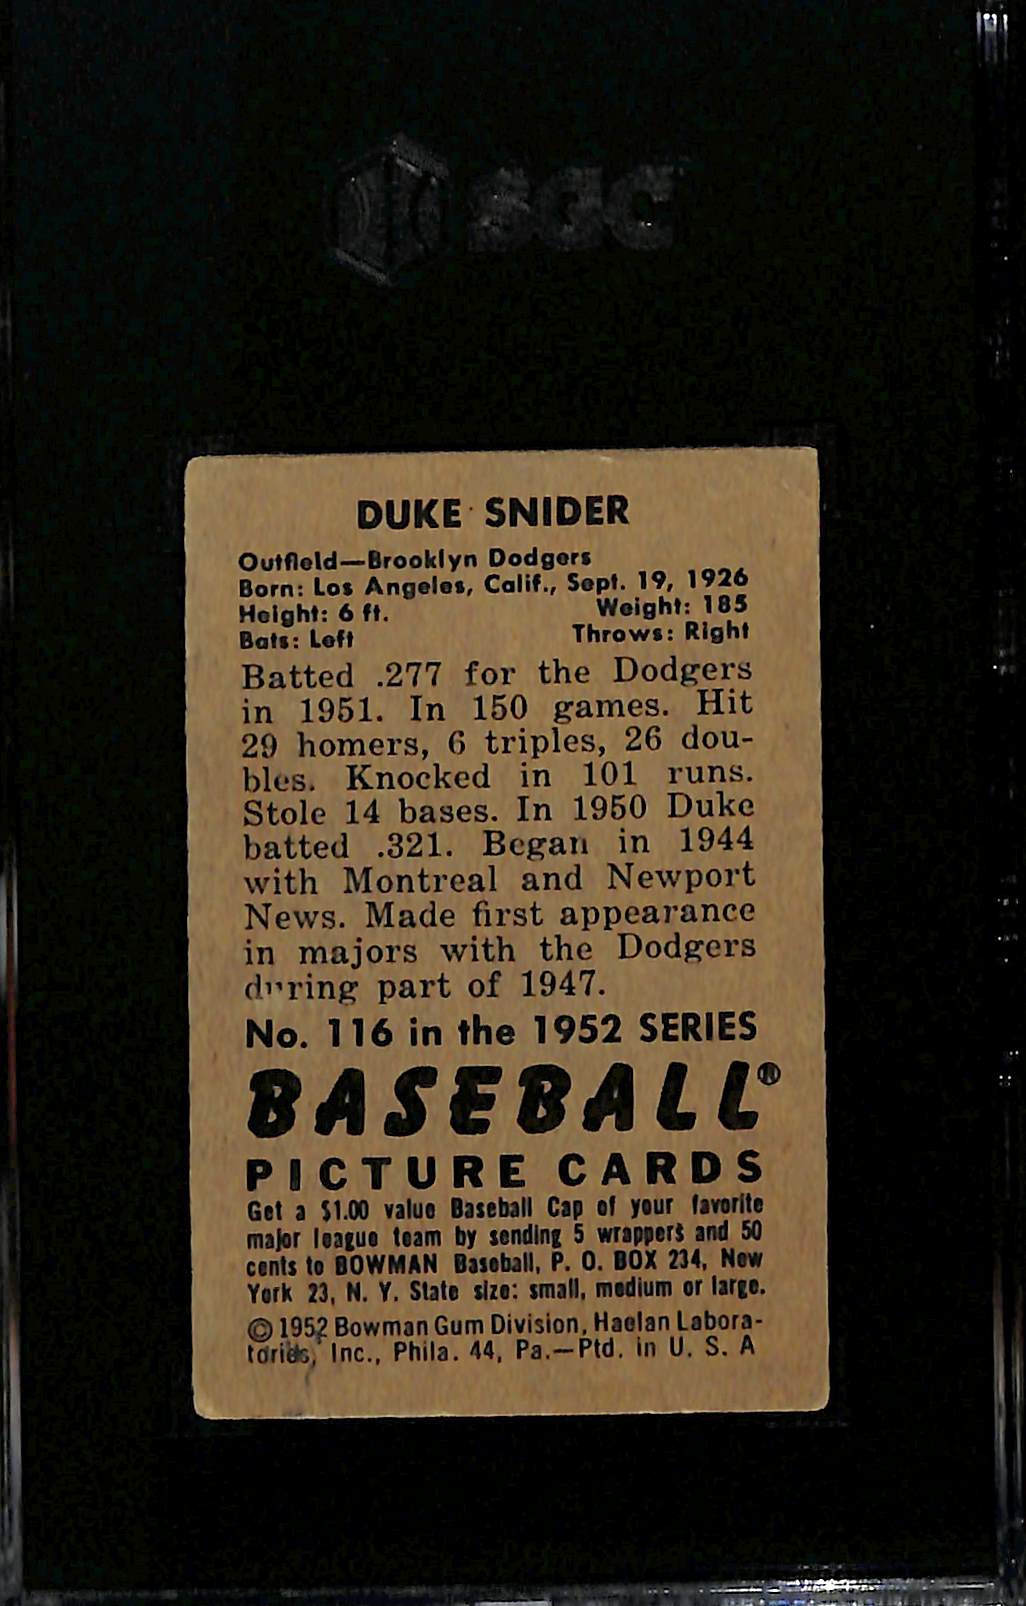 SGC
DUKE SNIDER
Outfield—Brooklyn Dodgers
Born: Los Angeles, Calif., Sept. 19, 1926
Height: 6 ft. Weight: 185
Bats: Left Throws: Right
Batted .277 for the Dodgers
in 1951. In 150 games. Hit
29 homers, 6 triples, 26 dou-
bles. Knocked in 101 runs.
Stole 14 bases. In 1950 Duke
batted .321. Began in 1944
with Montreal and Newport
News. Made first appearance
in majors with the Dodgers
during part of 1947.
No. 116 in the 1952 SERIES
BASEBALL®
PICTURE CARDS
Get a $1.00 value Baseball Cap of your favorite
major league team by sending 5 wrappers and 50
cents to BOWMAN Baseball, P. O. BOX 234, New
York 23, N. Y. State size: small, medium or large.
© 1952 Bowman Gum Division, Haelan Labora-
tories, Inc., Phila. 44, Pa.—Ptd. in U. S. A